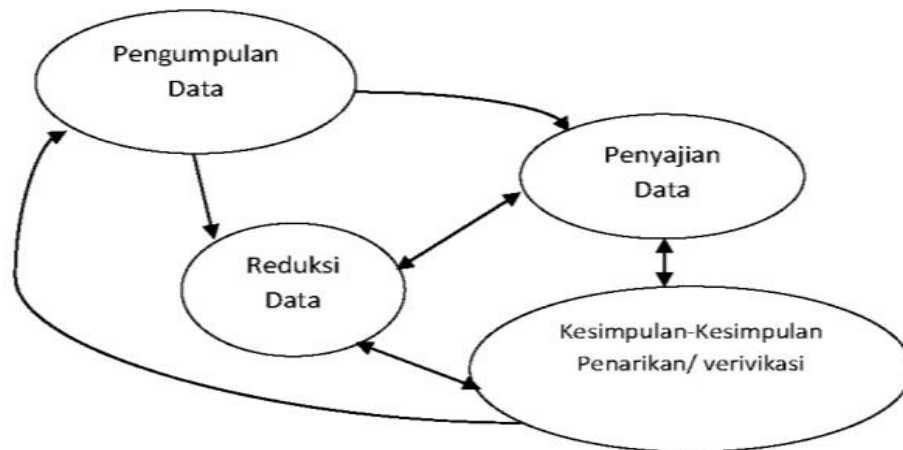 Pengumpulan
Data
Penyajian
Data
Reduksi
Data
Kesimpulan-Kesimpulan
Penarikan/ verivikasi